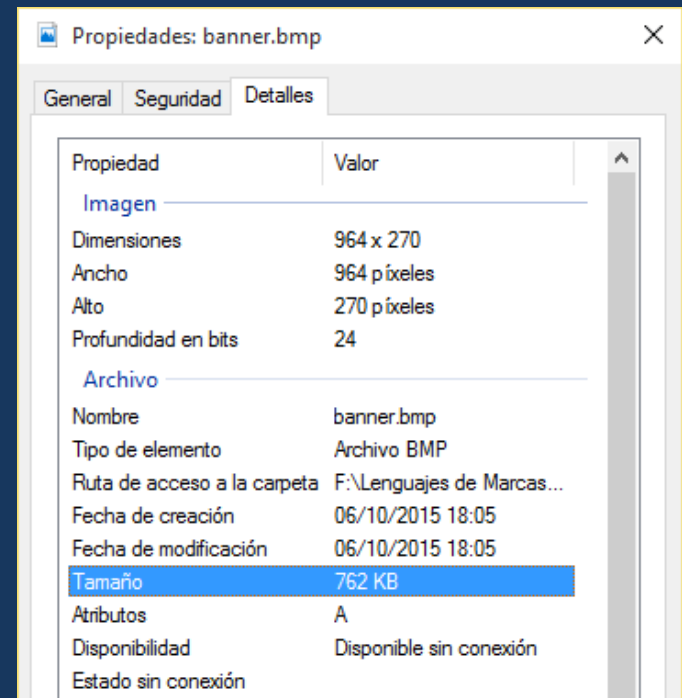 Propiedades: banner.bmp
General Seguridad Detalles
Propiedad Valor
Imagen
Dimensiones 964 x 270
Ancho 964 píxeles
Alto 270 píxeles
Profundidad en bits 24
Archivo
Nombre banner.bmp
Tipo de elemento Archivo BMP
Ruta de acceso a la carpeta F:\Lenguajes de Marcas...
Fecha de creación 06/10/2015 18:05
Fecha de modificación 06/10/2015 18:05
Tamaño 762 KB
Atributos A
Disponibilidad Disponible sin conexión
Estado sin conexión